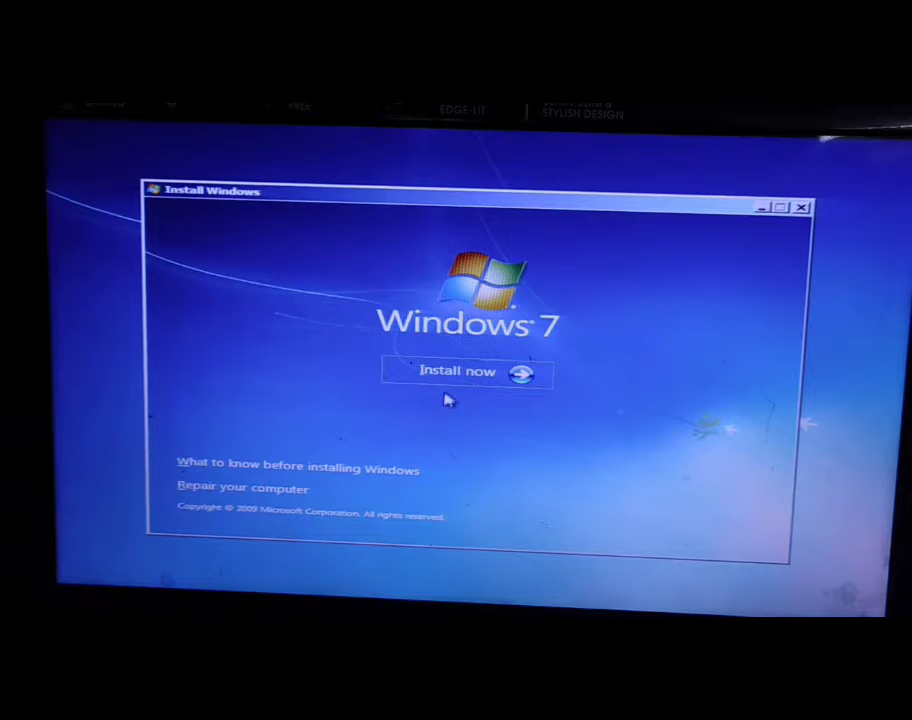 FREE
EDGE-LIT
STYLISH DESIGN
Install Windows
Windows 7
Install now
What to know before installing Windows
Repair your computer
Copyright © 2009 Microsoft Corporation. All rights reserved.